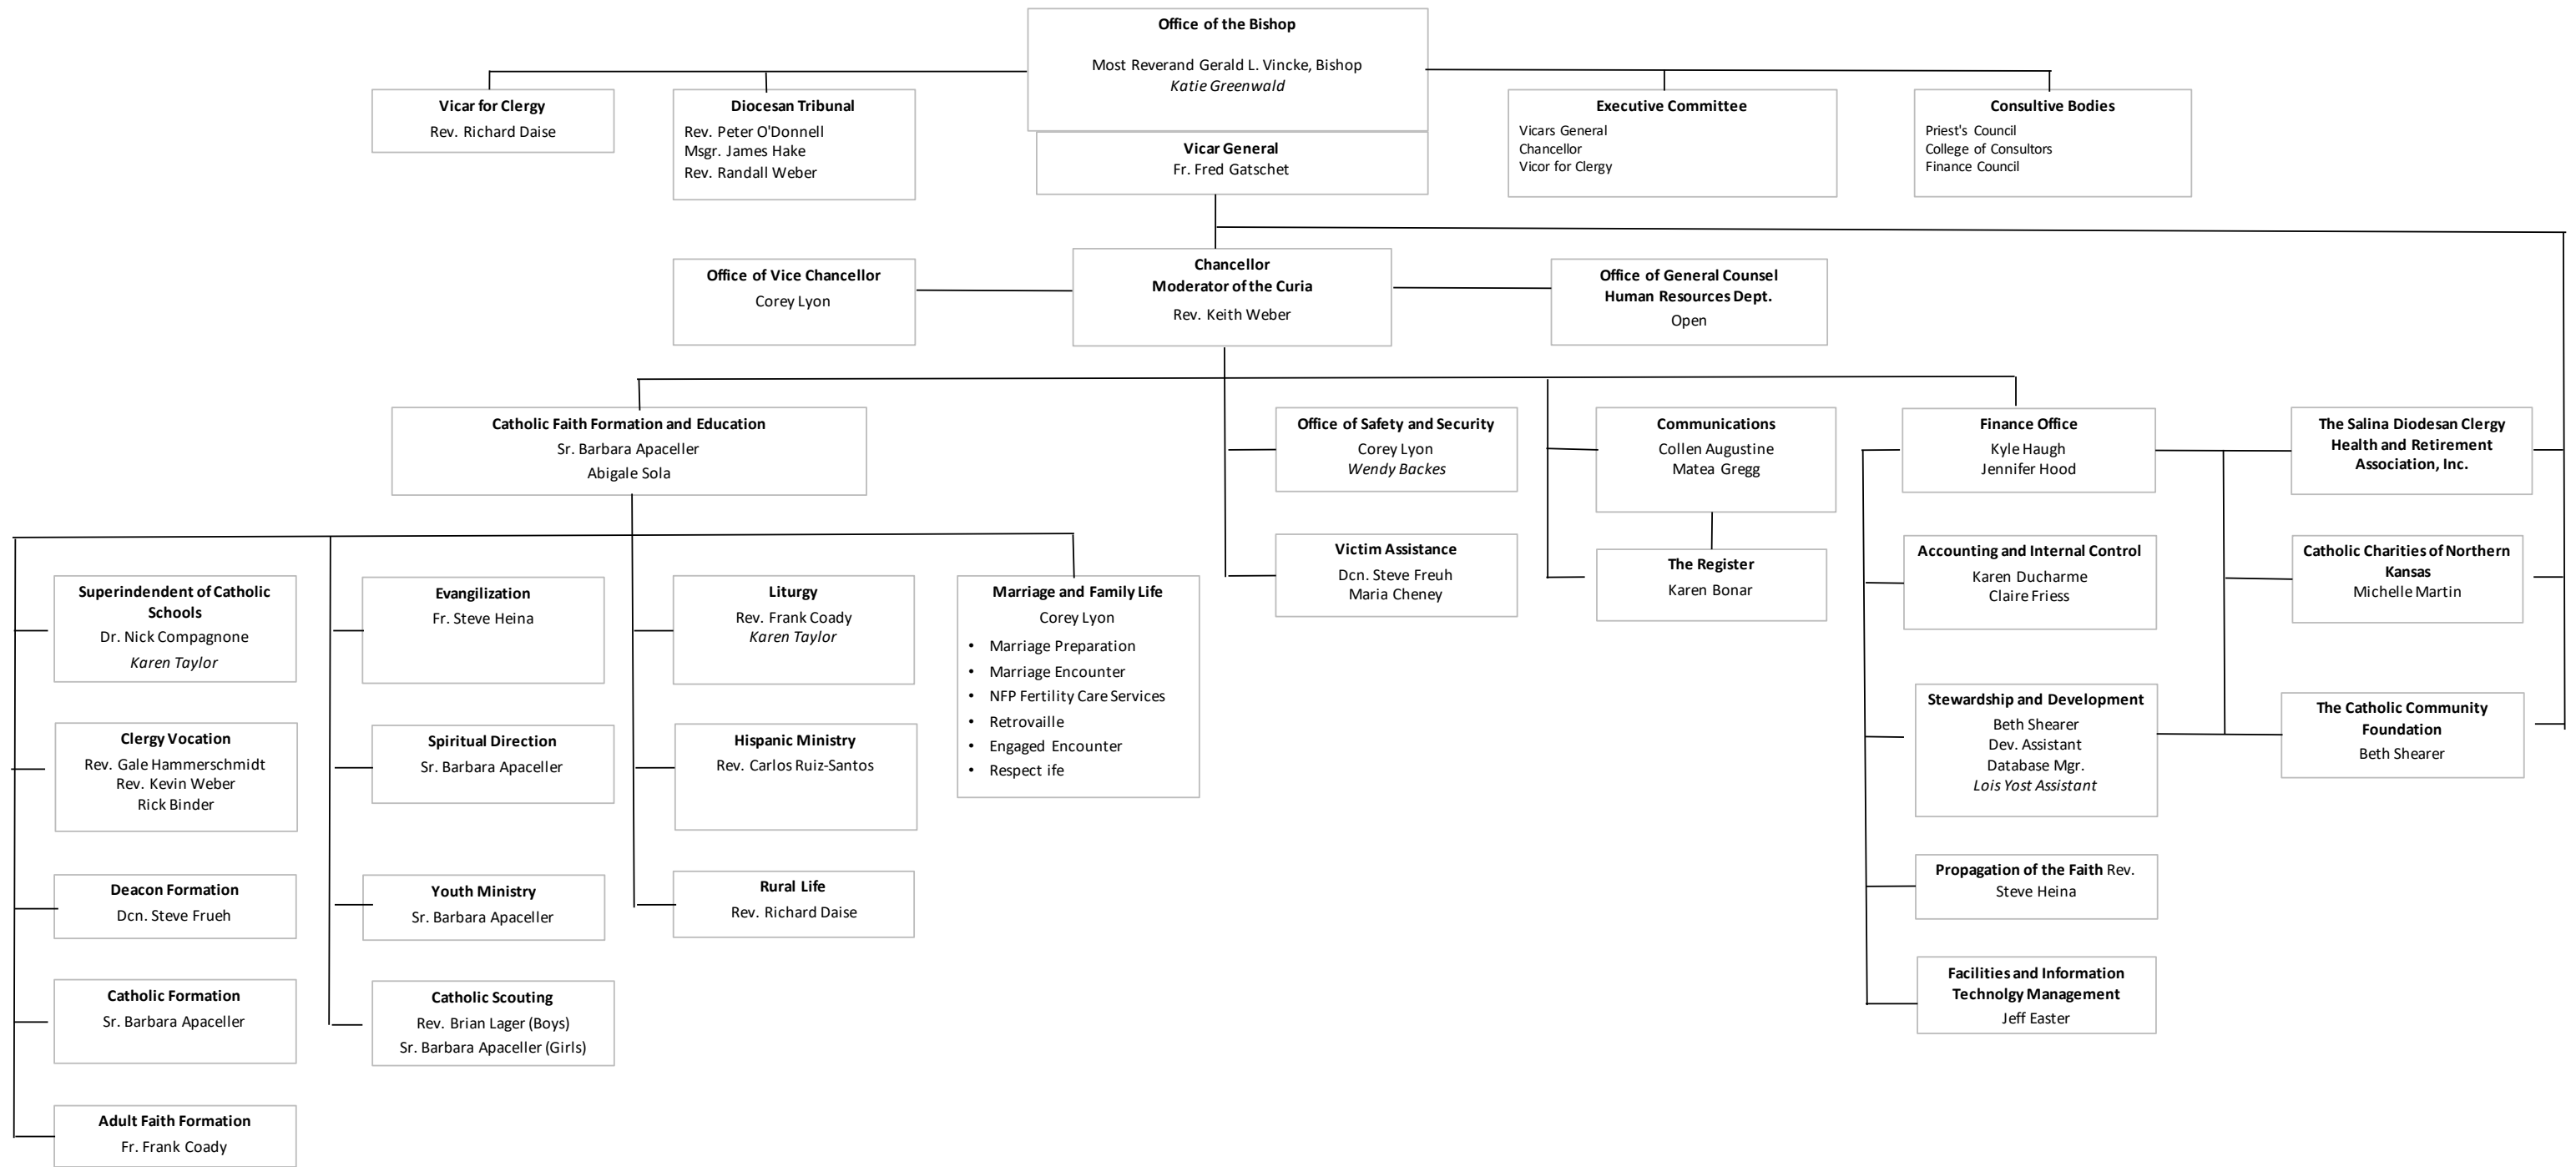 Office of the Bishop
Most Reverand Gerald L. Vincke, Bishop
Katie Greenwald
Vicar for Clergy
Rev. Richard Daise
Diocesan Tribunal
Rev. Peter O'Donnell
Msgr. James Hake
Rev. Randall Weber
Vicar General
Fr. Fred Gatschet
Executive Committee
Vicars General
Chancellor
Vicor for Clergy
Consultive Bodies
Priest's Council
College of Consultors
Finance Council
Office of Vice Chancellor
Corey Lyon
Chancellor
Moderator of the Curia
Rev. Keith Weber
Office of General Counsel
Human Resources Dept.
Open
Catholic Faith Formation and Education
Sr. Barbara Apaceller
Abigale Sola
Office of Safety and Security
Corey Lyon
Wendy Backes
Communications
Collen Augustine
Matea Gregg
Finance Office
Kyle Haugh
Jennifer Hood
The Salina Diodesan Clergy
Health and Retirement
Association, Inc.
Victim Assistance
Dcn. Steve Freuh
Maria Cheney
The Register
Karen Bonar
Accounting and Internal Control
Karen Ducharme
Claire Friess
Catholic Charities of Northern
Kansas
Michelle Martin
Superindendent of Catholic
Schools
Dr. Nick Compagnone
Karen Taylor
Evangilization
Fr. Steve Heina
Liturgy
Rev. Frank Coady
Karen Taylor
Marriage and Family Life
Corey Lyon
• Marriage Preparation
• Marriage Encounter
• NFP Fertility Care Services
• Retrovaille
• Engaged Encounter
• Respect ife
Clergy Vocation
Rev. Gale Hammerschmidt
Rev. Kevin Weber
Rick Binder
Spiritual Direction
Sr. Barbara Apaceller
Hispanic Ministry
Rev. Carlos Ruiz-Santos
Stewardship and Development
Beth Shearer
Dev. Assistant
Database Mgr.
Lois Yost Assistant
The Catholic Community
Foundation
Beth Shearer
Deacon Formation
Dcn. Steve Frueh
Youth Ministry
Sr. Barbara Apaceller
Rural Life
Rev. Richard Daise
Propagation of the Faith Rev.
Steve Heina
Catholic Formation
Sr. Barbara Apaceller
Catholic Scouting
Rev. Brian Lager (Boys)
Sr. Barbara Apaceller (Girls)
Facilities and Information
Technolgy Management
Jeff Easter
Adult Faith Formation
Fr. Frank Coady